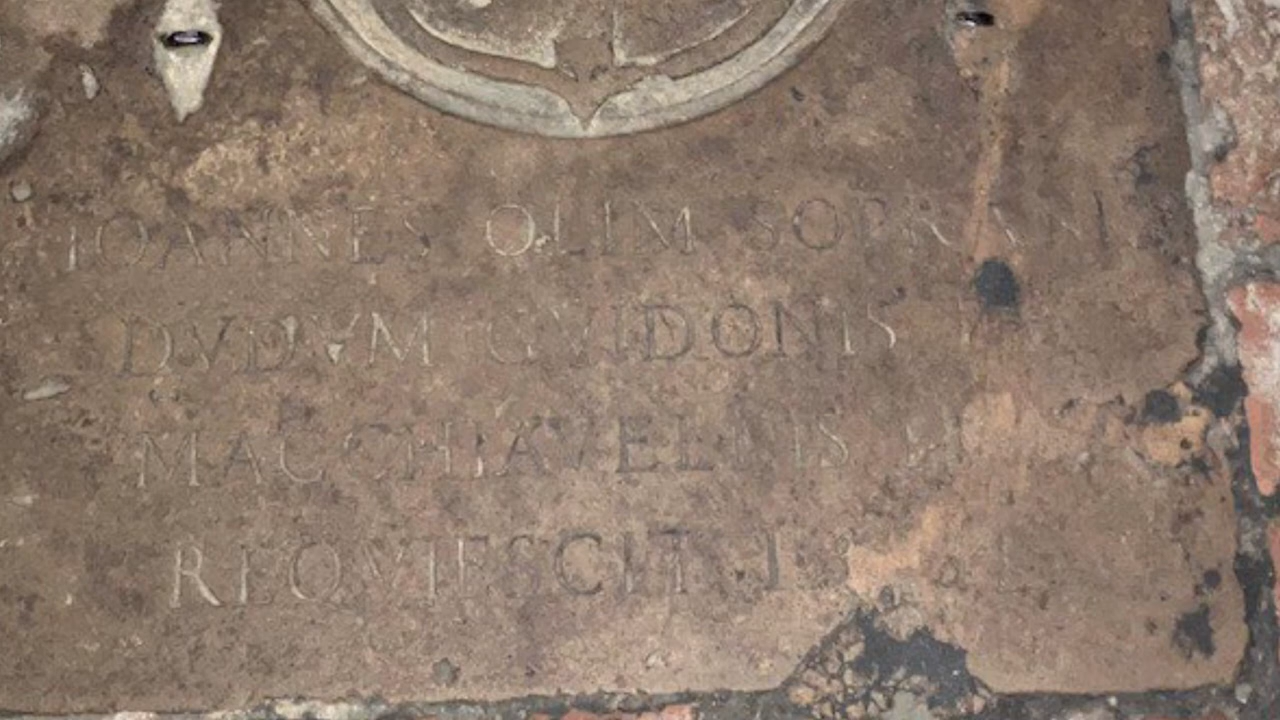 IOANNES OLIM SOPRANI
DVDVM GVIDONIS
MACCHIAVELLIS
REQVIESCIT